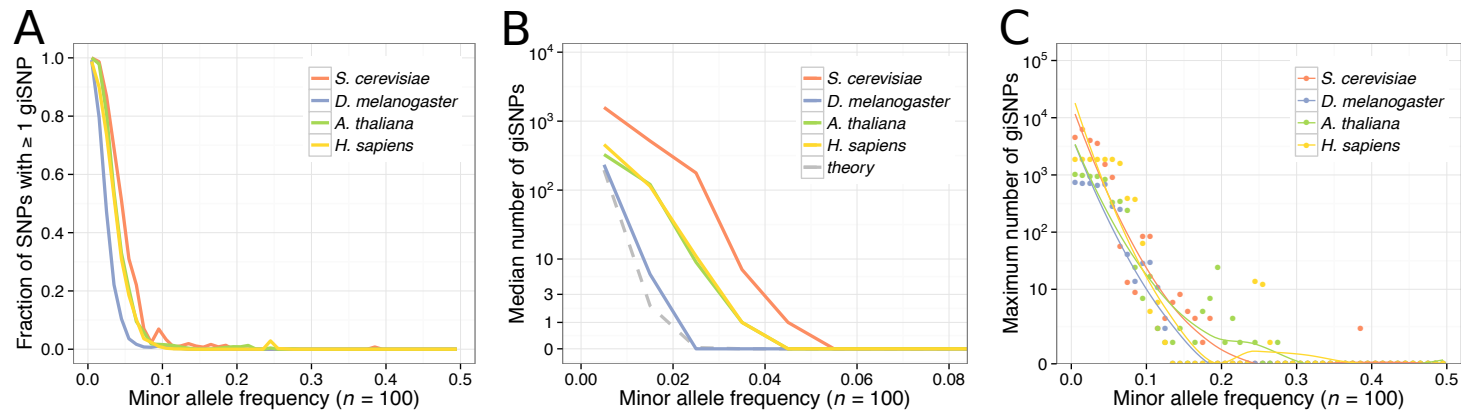 A
Fraction of SNPs with ≥ 1 giSNP
1.0
0.8
0.6
0.4
0.2
0.0
S. cerevisiae
D. melanogaster
A. thaliana
H. sapiens
0.0 0.1 0.2 0.3 0.4 0.5
Minor allele frequency (n = 100)
B
Median number of giSNPs
10⁴
10³
10²
10
3
1
0
S. cerevisiae
D. melanogaster
A. thaliana
H. sapiens
theory
0.00 0.02 0.04 0.06 0.08
Minor allele frequency (n = 100)
C
Maximum number of giSNPs
10⁵
10⁴
10³
10²
10
0
S. cerevisiae
D. melanogaster
A. thaliana
H. sapiens
0.0 0.1 0.2 0.3 0.4 0.5
Minor allele frequency (n = 100)